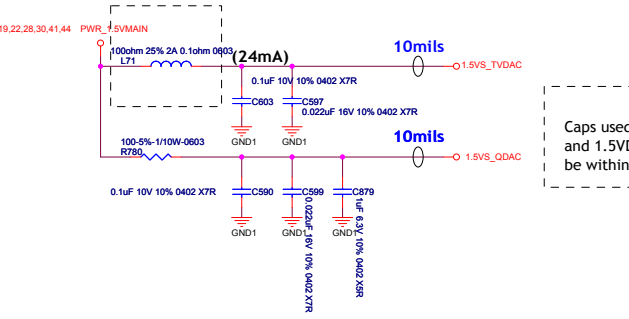 19,22,28,30,41,44 PWR_1.5VMAIN
100ohm 25% 2A 0.1ohm 0603
L71
(24mA)
10mils
1.5VS_TVDAC
0.1uF 10V 10% 0402 X7R
C603
C597
0.022uF 16V 10% 0402 X7R
GND1
GND1
100-5%-1/10W-0603
R780
10mils
1.5VS_QDAC
0.1uF 10V 10% 0402 X7R
C590
C599
C879
0.022uF 16V 10% 0402 X7R
1uF 6.3V 10% 0402 X5R
GND1
GND1
GND1
Caps used
and 1.5VD
be within